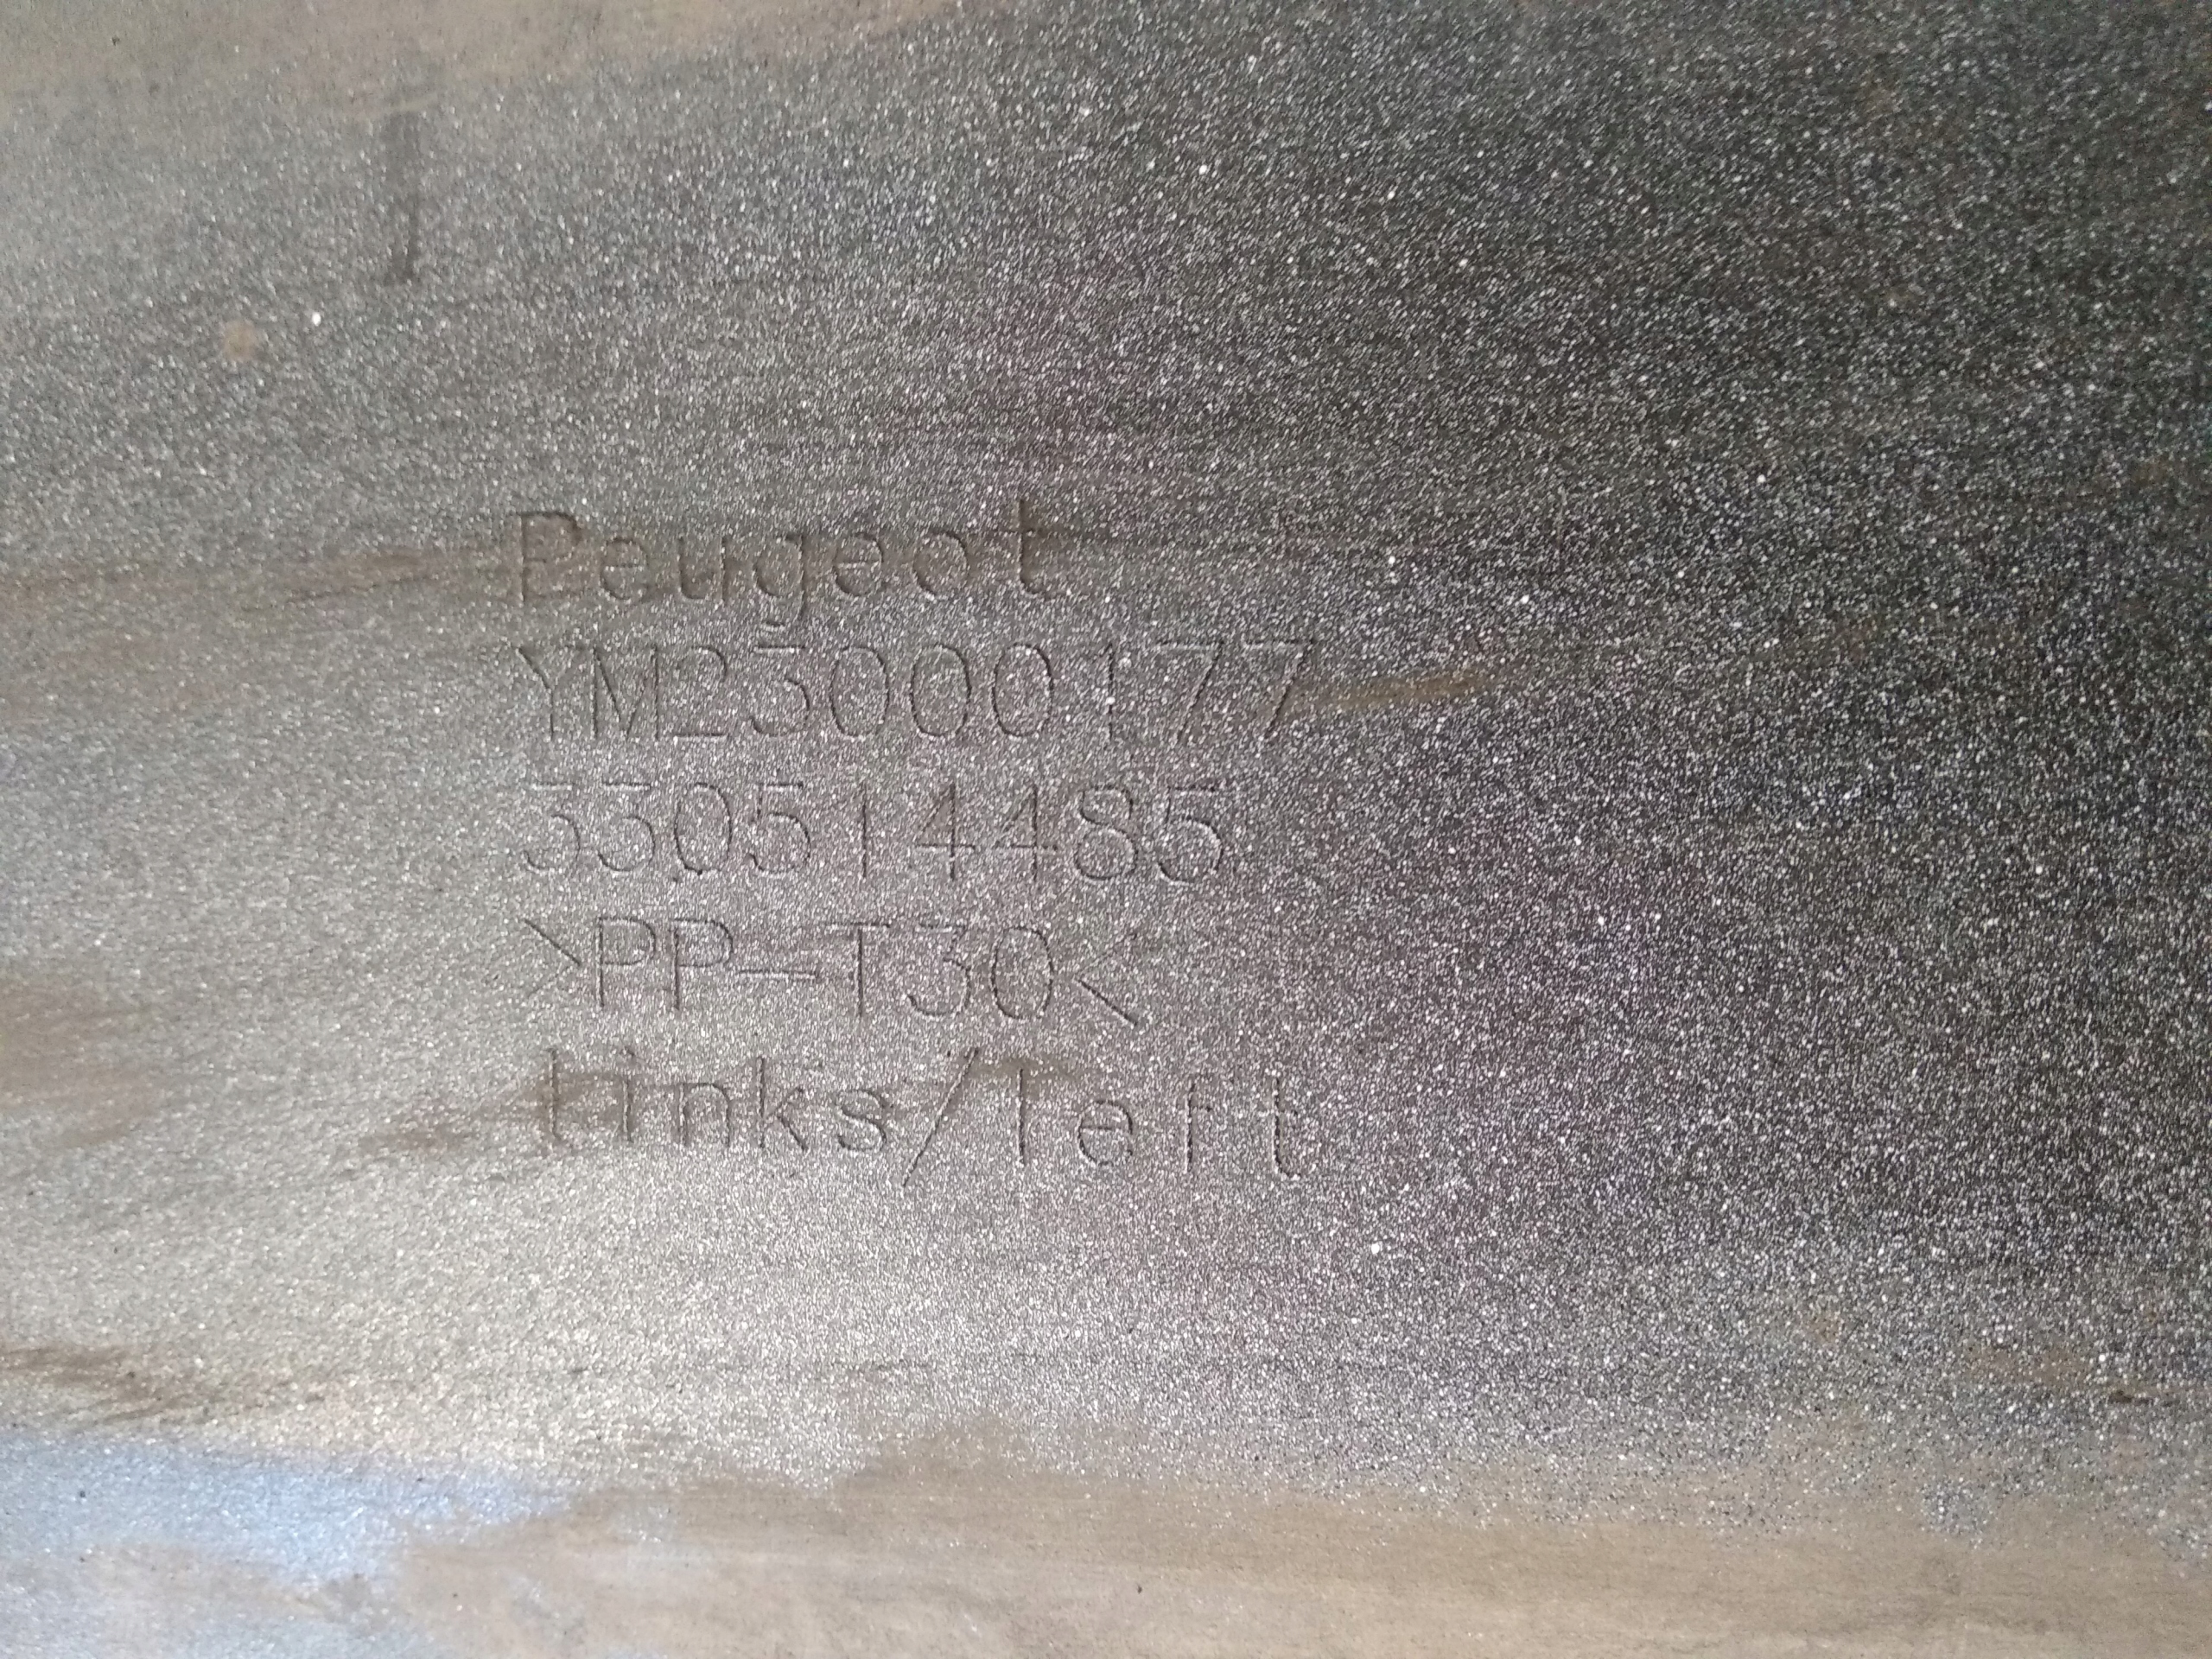 Peugeot
YM23000177
330514485
>PP-T30<
links/left